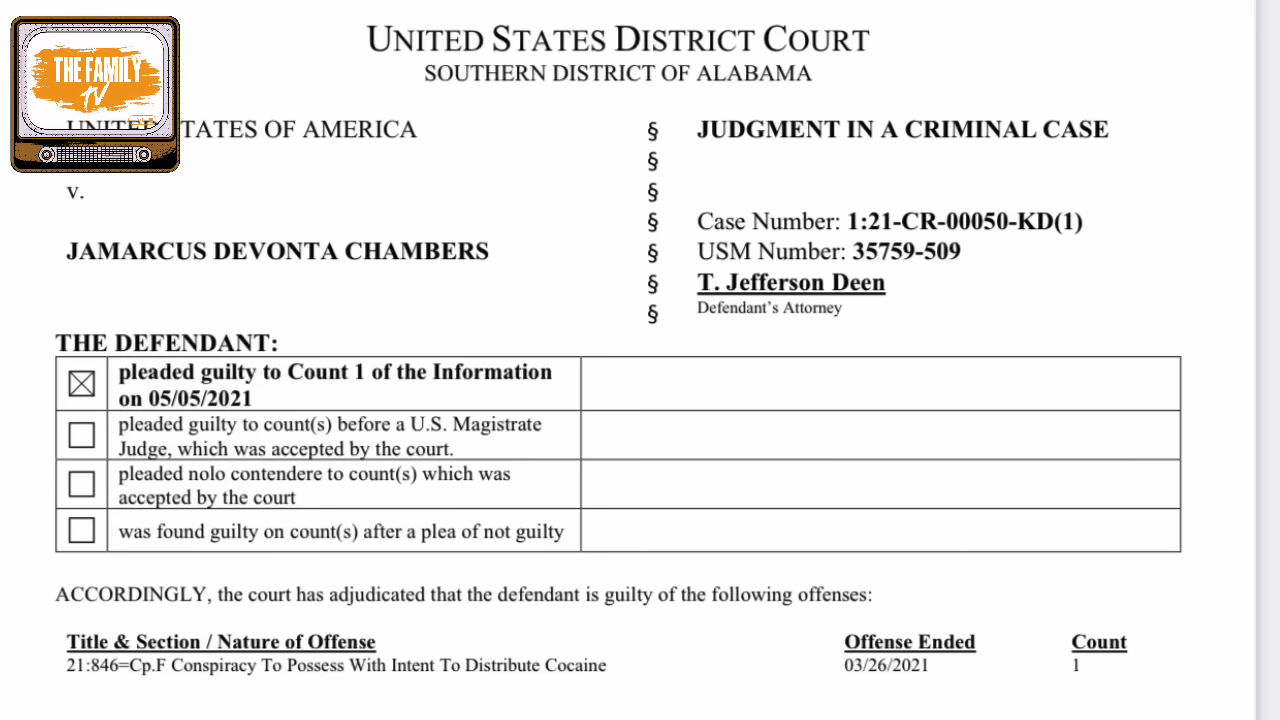 THE FAMILY
TV
UNITED STATES DISTRICT COURT
SOUTHERN DISTRICT OF ALABAMA
UNITED STATES OF AMERICA § JUDGMENT IN A CRIMINAL CASE
§
v. §
§ Case Number: 1:21-CR-00050-KD(1)
JAMARCUS DEVONTA CHAMBERS § USM Number: 35759-509
§ T. Jefferson Deen
§ Defendant's Attorney
THE DEFENDANT:
☒ pleaded guilty to Count 1 of the Information
on 05/05/2021
☐ pleaded guilty to count(s) before a U.S. Magistrate
Judge, which was accepted by the court.
☐ pleaded nolo contendere to count(s) which was
accepted by the court
☐ was found guilty on count(s) after a plea of not guilty
ACCORDINGLY, the court has adjudicated that the defendant is guilty of the following offenses:
Title & Section / Nature of Offense Offense Ended Count
21:846=Cp.F Conspiracy To Possess With Intent To Distribute Cocaine 03/26/2021 1